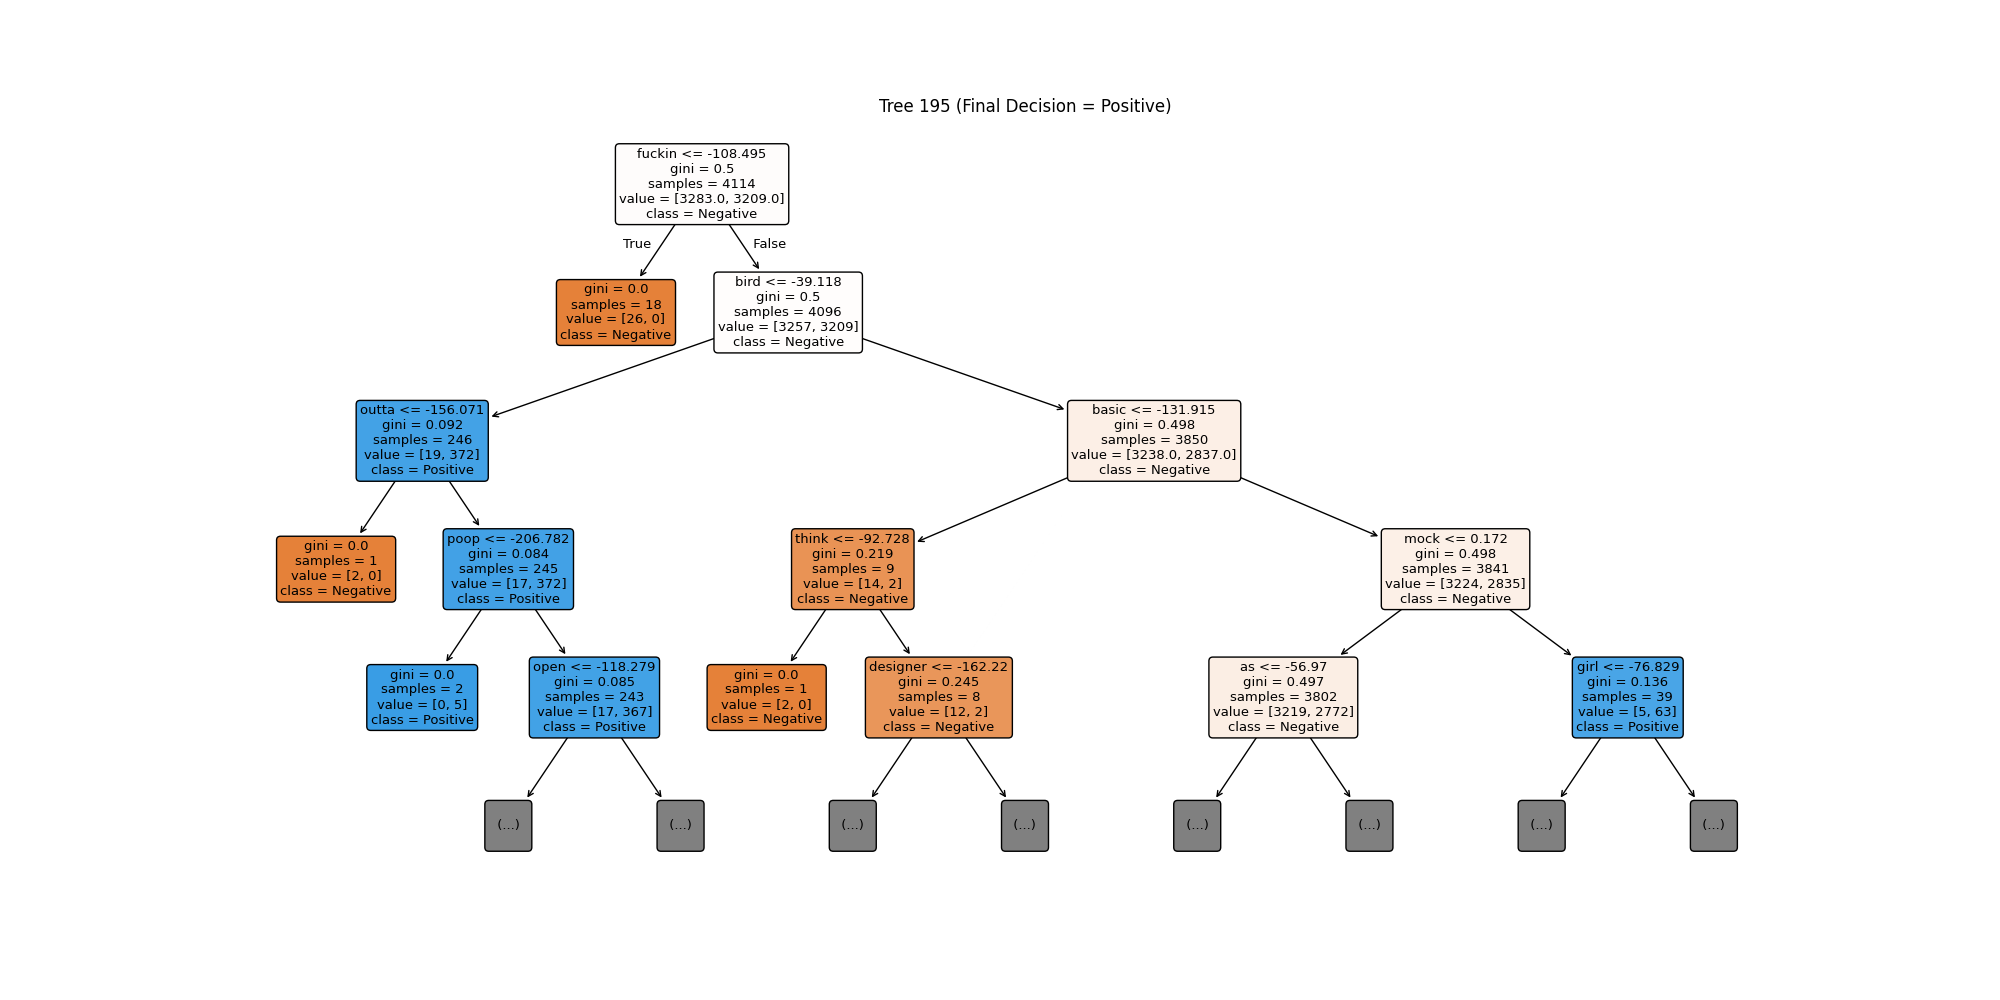 Tree 195 (Final Decision = Positive)
fuckin <= -108.495
gini = 0.5
samples = 4114
value = [3283.0, 3209.0]
class = Negative
True
False
gini = 0.0
samples = 18
value = [26, 0]
class = Negative
bird <= -39.118
gini = 0.5
samples = 4096
value = [3257, 3209]
class = Negative
outta <= -156.071
gini = 0.092
samples = 246
value = [19, 372]
class = Positive
basic <= -131.915
gini = 0.498
samples = 3850
value = [3238.0, 2837.0]
class = Negative
gini = 0.0
samples = 1
value = [2, 0]
class = Negative
poop <= -206.782
gini = 0.084
samples = 245
value = [17, 372]
class = Positive
think <= -92.728
gini = 0.219
samples = 9
value = [14, 2]
class = Negative
mock <= 0.172
gini = 0.498
samples = 3841
value = [3224, 2835]
class = Negative
gini = 0.0
samples = 2
value = [0, 5]
class = Positive
open <= -118.279
gini = 0.085
samples = 243
value = [17, 367]
class = Positive
gini = 0.0
samples = 1
value = [2, 0]
class = Negative
designer <= -162.22
gini = 0.245
samples = 8
value = [12, 2]
class = Negative
as <= -56.97
gini = 0.497
samples = 3802
value = [3219, 2772]
class = Negative
girl <= -76.829
gini = 0.136
samples = 39
value = [5, 63]
class = Positive
(...)
(...)
(...)
(...)
(...)
(...)
(...)
(...)